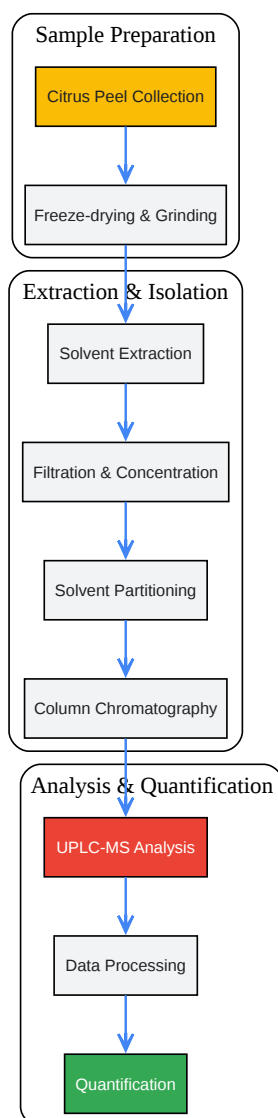 Sample Preparation
Citrus Peel Collection
Freeze-drying & Grinding
Extraction & Isolation
Solvent Extraction
Filtration & Concentration
Solvent Partitioning
Column Chromatography
Analysis & Quantification
UPLC-MS Analysis
Data Processing
Quantification